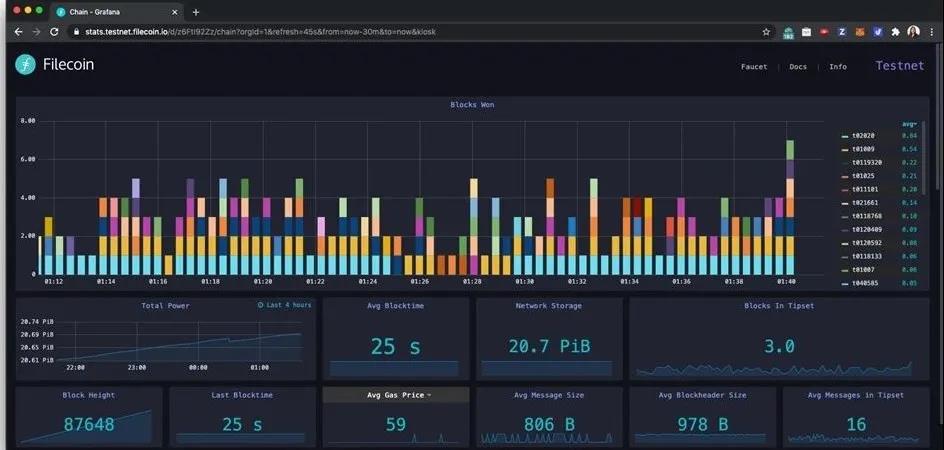 Chain - Grafana
stats.testnet.filecoin.io/d/z6FtI92Zz/chain?orgId=1&refresh=45s&from=now-30m&to=now&kiosk
Filecoin
Faucet | Docs | Info Testnet
Blocks Won
8.00
6.00
4.00
2.00
0
01:12 01:14 01:16 01:18 01:20 01:22 01:24 01:26 01:28 01:30 01:32 01:34 01:36 01:38 01:40
avg
t02020 0.84
t01009 0.54
t0119320 0.22
t01025 0.21
t0111101 0.20
t021661 0.14
t0118768 0.10
t0120409 0.09
t0120592 0.08
t0118133 0.06
t01007 0.06
t040585 0.05
Total Power Last 4 hours
20.74 PiB
20.69 PiB
20.65 PiB
20.61 PiB
22:00 23:00 00:00 01:00
Avg Blocktime
25 s
Network Storage
20.7 PiB
Blocks In Tipset
3.0
Block Height
87648
Last Blocktime
25 s
Avg Gas Price
59
Avg Message Size
806 B
Avg Blockheader Size
978 B
Avg Messages in Tipset
16